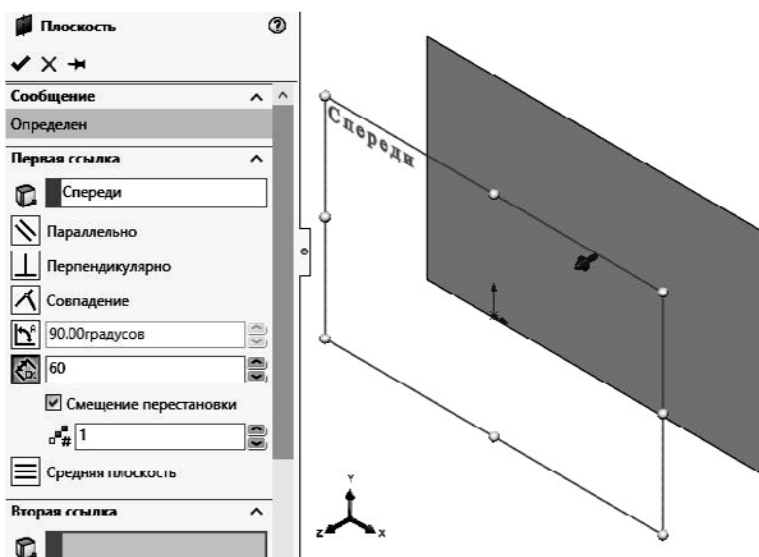 Плоскость
Сообщение
Определен
Первая ссылка
Спереди
Параллельно
Перпендикулярно
Совпадение
90.00градусов
60
Смещение перестановки
# 1
Средняя плоскость
Вторая ссылка
Спереди
Y
Z
X